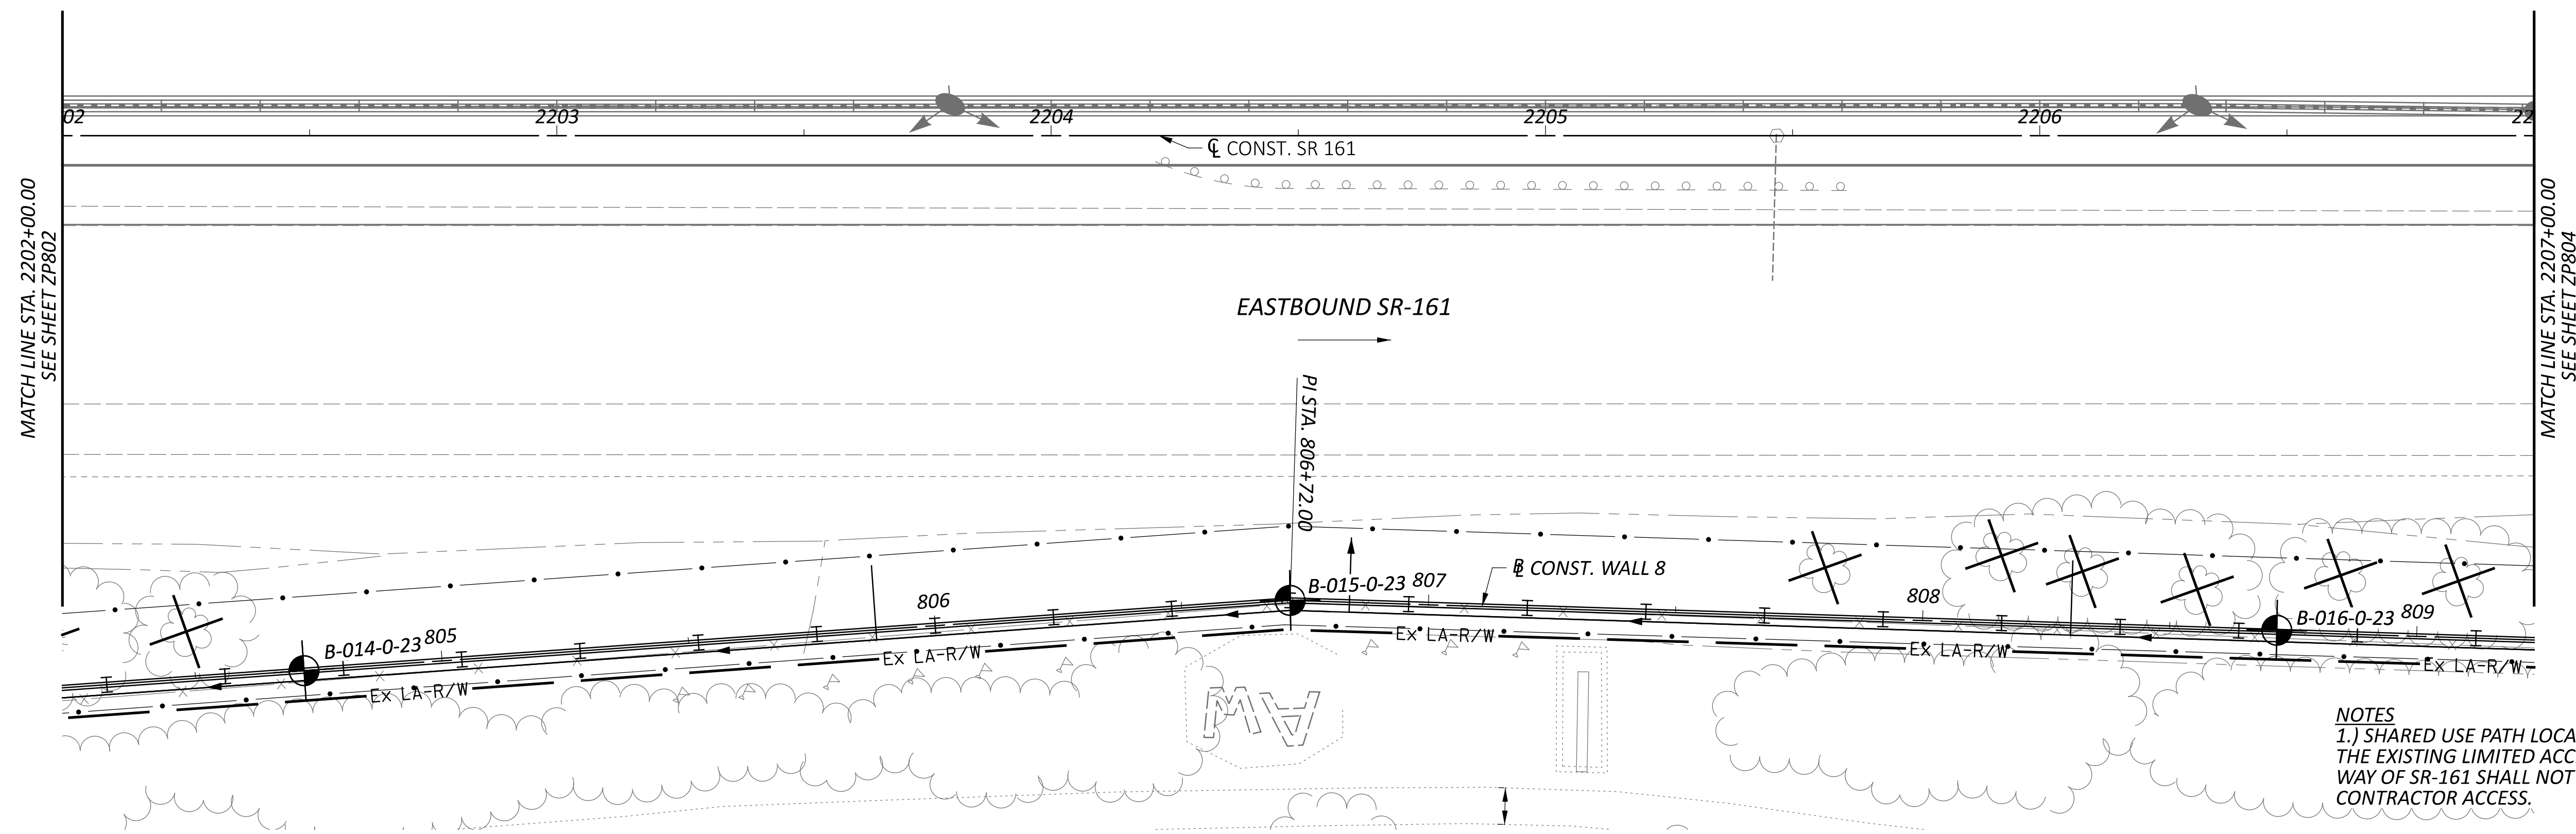 02
2203
2204
2205
2206
22
℄ CONST. SR 161
MATCH LINE STA. 2202+00.00
SEE SHEET ZP802
MATCH LINE STA. 2207+00.00
SEE SHEET ZP804
EASTBOUND SR-161
PI STA. 806+72.00
B-014-0-23
805
806
B-015-0-23
807
BL CONST. WALL 8
808
B-016-0-23
809
Ex LA-R/W
Ex LA-R/W
Ex LA-R/W
Ex LA-R/W
Ex LA-R/W
NOTES
1.) SHARED USE PATH LOCA
THE EXISTING LIMITED ACC
WAY OF SR-161 SHALL NOT
CONTRACTOR ACCESS.